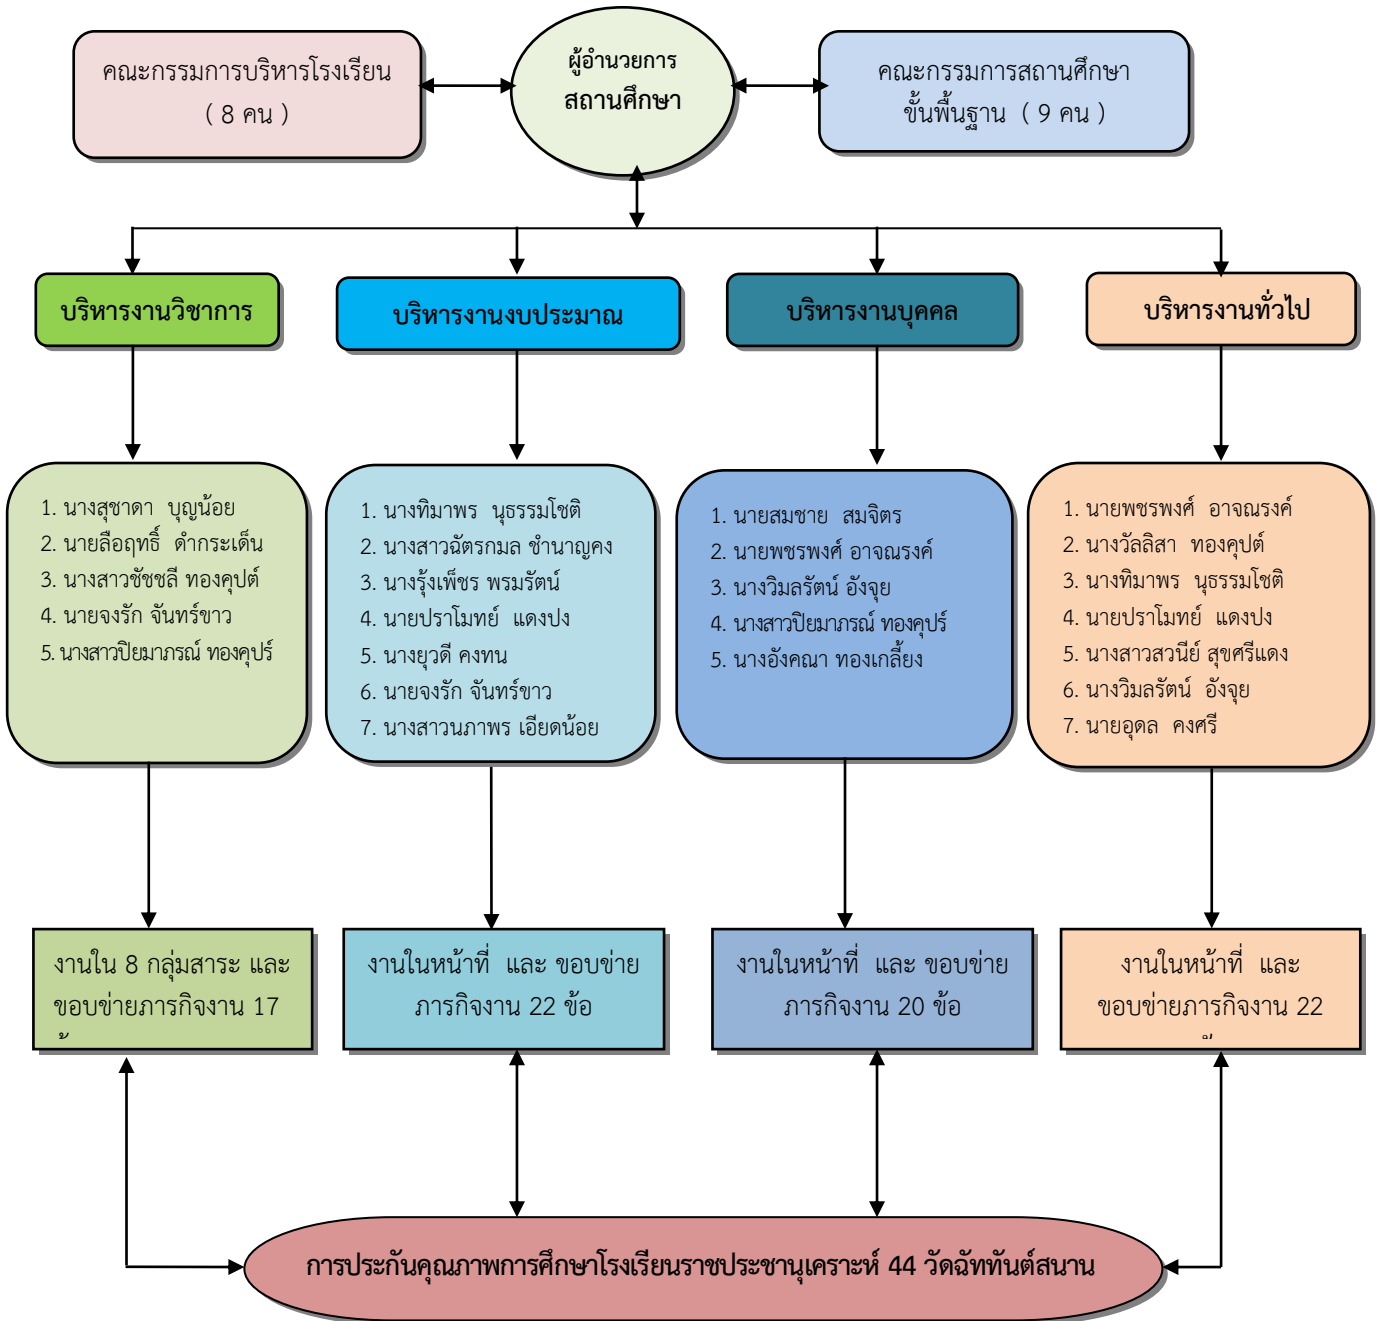 คณะกรรมการบริหารโรงเรียน
( 8 คน )
ผู้อำนวยการ
สถานศึกษา
คณะกรรมการสถานศึกษา
ขั้นพื้นฐาน ( 9 คน )
บริหารงานวิชาการ
บริหารงานงบประมาณ
บริหารงานบุคคล
บริหารงานทั่วไป
1. นางสุชาดา บุญน้อย
2. นายลือฤทธิ์ ดำกระเด็น
3. นางสาวชัชชลี ทองคุปต์
4. นายจงรัก จันทร์ขาว
5. นางสาวปิยมาภรณ์ ทองคุปร์
1. นางทิมาพร นุธรรมโชติ
2. นางสาวฉัตรกมล ชำนาญคง
3. นางรุ้งเพ็ชร พรมรัตน์
4. นายปราโมทย์ แดงปง
5. นางยุวดี คงทน
6. นายจงรัก จันทร์ขาว
7. นางสาวนภาพร เอียดน้อย
1. นายสมชาย สมจิตร
2. นายพชรพงศ์ อาจณรงค์
3. นางวิมลรัตน์ อังจุย
4. นางสาวปิยมาภรณ์ ทองคุปร์
5. นางอังคณา ทองเกลี้ยง
1. นายพชรพงศ์ อาจณรงค์
2. นางวัลลิสา ทองคุปต์
3. นางทิมาพร นุธรรมโชติ
4. นายปราโมทย์ แดงปง
5. นางสาวสวนีย์ สุขศรีแดง
6. นางวิมลรัตน์ อังจุย
7. นายอุดล คงศรี
งานใน 8 กลุ่มสาระ และ
ขอบข่ายภารกิจงาน 17
งานในหน้าที่ และ ขอบข่าย
ภารกิจงาน 22 ข้อ
งานในหน้าที่ และ ขอบข่าย
ภารกิจงาน 20 ข้อ
งานในหน้าที่ และ
ขอบข่ายภารกิจงาน 22
การประกันคุณภาพการศึกษาโรงเรียนราชประชานุเคราะห์ 44 วัดฉัททันต์สนาน